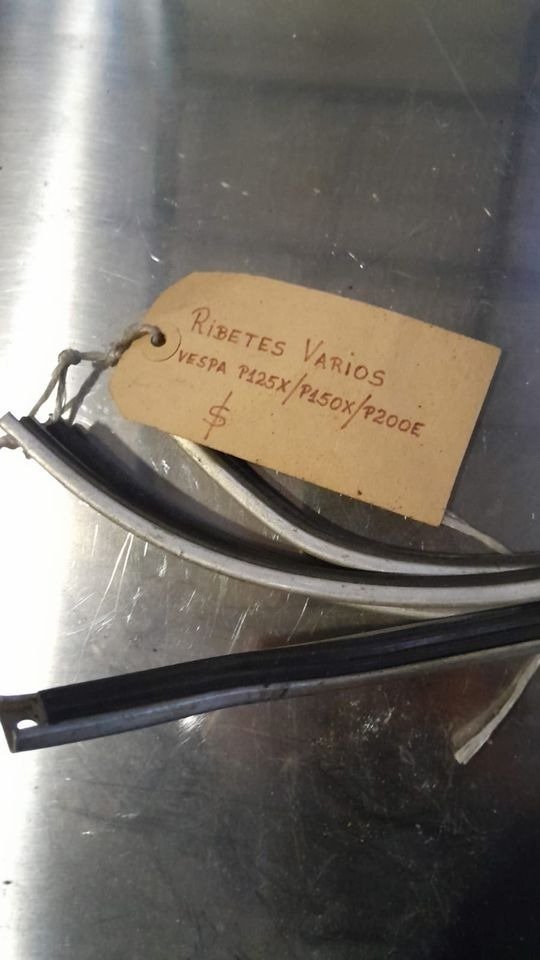 RIBETES VARIOS
VESPA P125X/P150X/P200E
$